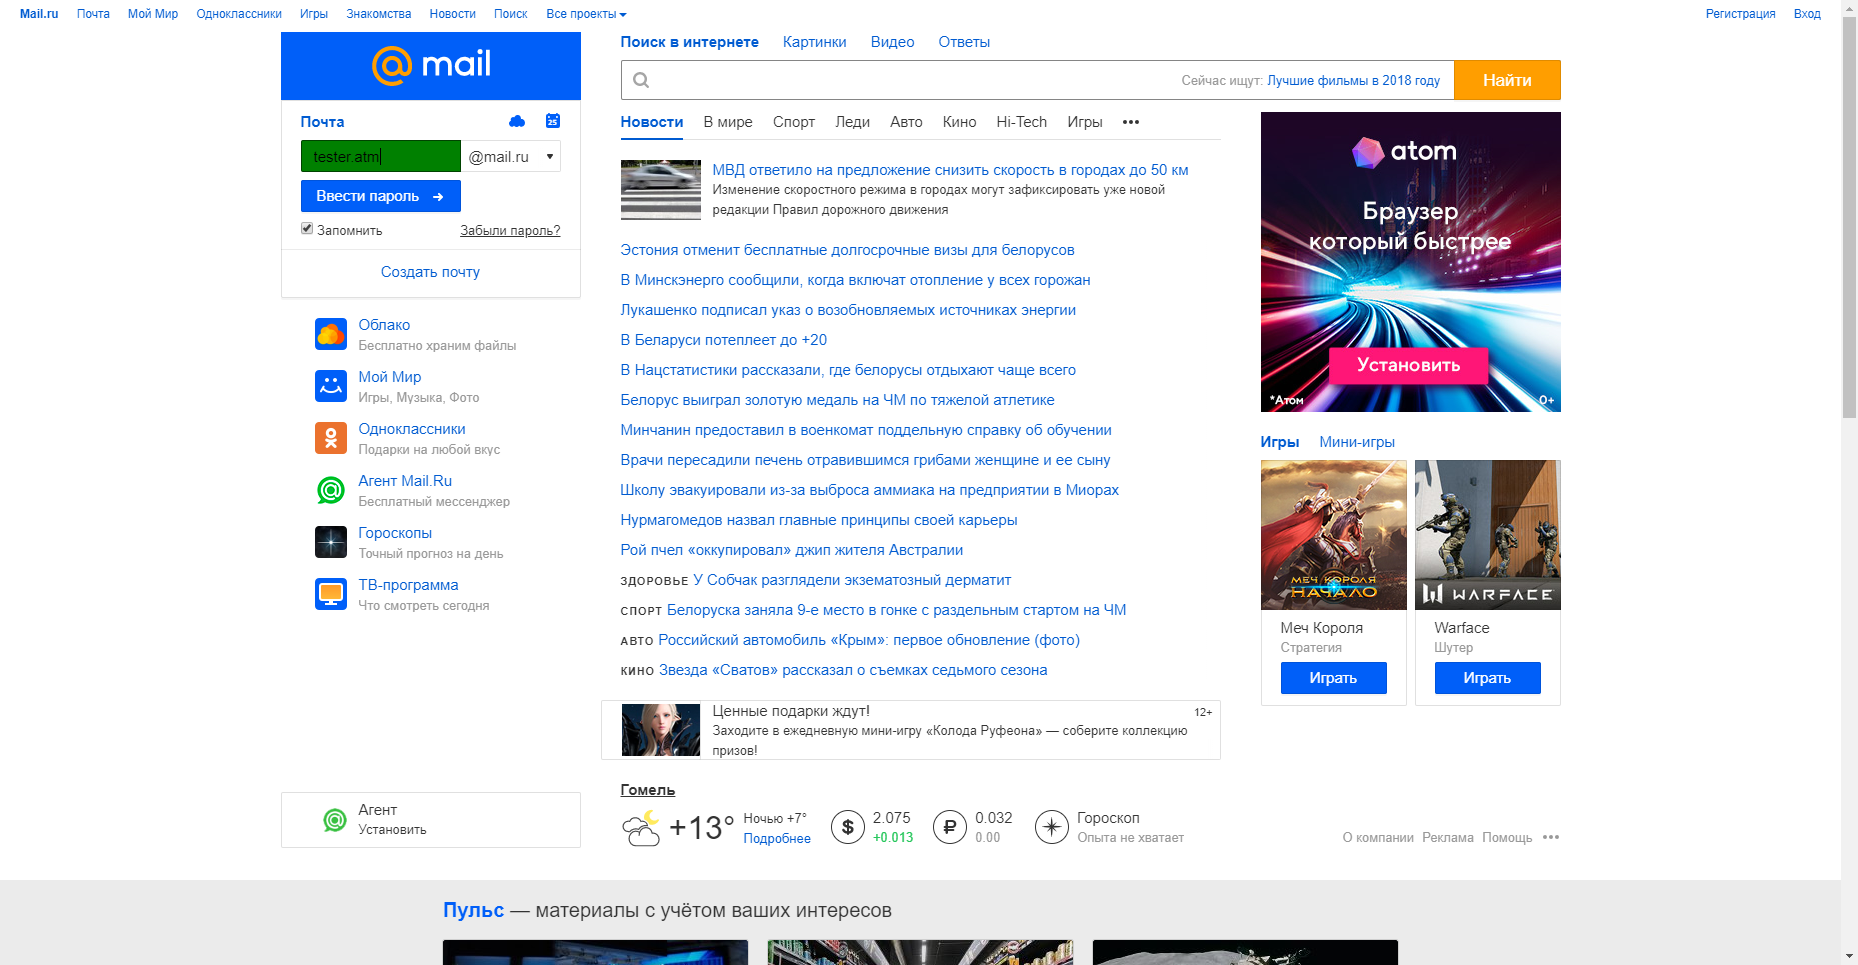 Mail.ru Почта Мой Мир Одноклассники Игры Знакомства Новости Поиск Все проекты Регистрация Вход
mail
Почта
25
tester.atm @mail.ru
Ввести пароль
Запомнить Забыли пароль?
Создать почту
Облако
Бесплатно храним файлы
Мой Мир
Игры, Музыка, Фото
Одноклассники
Подарки на любой вкус
Агент Mail.Ru
Бесплатный мессенджер
Гороскопы
Точный прогноз на день
ТВ-программа
Что смотреть сегодня
Агент
Установить
Поиск в интернете Картинки Видео Ответы
Сейчас ищут: Лучшие фильмы в 2018 году Найти
Новости В мире Спорт Леди Авто Кино Hi-Tech Игры •••
МВД ответило на предложение снизить скорость в городах до 50 км
Изменение скоростного режима в городах могут зафиксировать уже новой
редакции Правил дорожного движения
Эстония отменит бесплатные долгосрочные визы для белорусов
В Минскэнерго сообщили, когда включат отопление у всех горожан
Лукашенко подписал указ о возобновляемых источниках энергии
В Беларуси потеплеет до +20
В Нацстатистики рассказали, где белорусы отдыхают чаще всего
Белорус выиграл золотую медаль на ЧМ по тяжелой атлетике
Минчанин предоставил в военкомат поддельную справку об обучении
Врачи пересадили печень отравившимся грибами женщине и ее сыну
Школу эвакуировали из-за выброса аммиака на предприятии в Миорах
Нурмагомедов назвал главные принципы своей карьеры
Рой пчел «оккупировал» джип жителя Австралии
ЗДОРОВЬЕ У Собчак разглядели экзематозный дерматит
СПОРТ Белоруска заняла 9-е место в гонке с раздельным стартом на ЧМ
АВТО Российский автомобиль «Крым»: первое обновление (фото)
КИНО Звезда «Сватов» рассказал о съемках седьмого сезона
Ценные подарки ждут! 12+
Заходите в ежедневную мини-игру «Колода Руфеона» — соберите коллекцию
призов!
Гомель
+13° Ночью +7° Подробнее
$ 2.075 +0.013
₽ 0.032 0.00
Гороскоп
Опыта не хватает
atom
Браузер
который быстрее
Установить
*Атом 0+
Игры Мини-игры
МЕЧ КОРОЛЯ
НАЧАЛО
Меч Короля
Стратегия
Играть
WARFACE
Warface
Шутер
Играть
О компании Реклама Помощь •••
Пульс — материалы с учётом ваших интересов